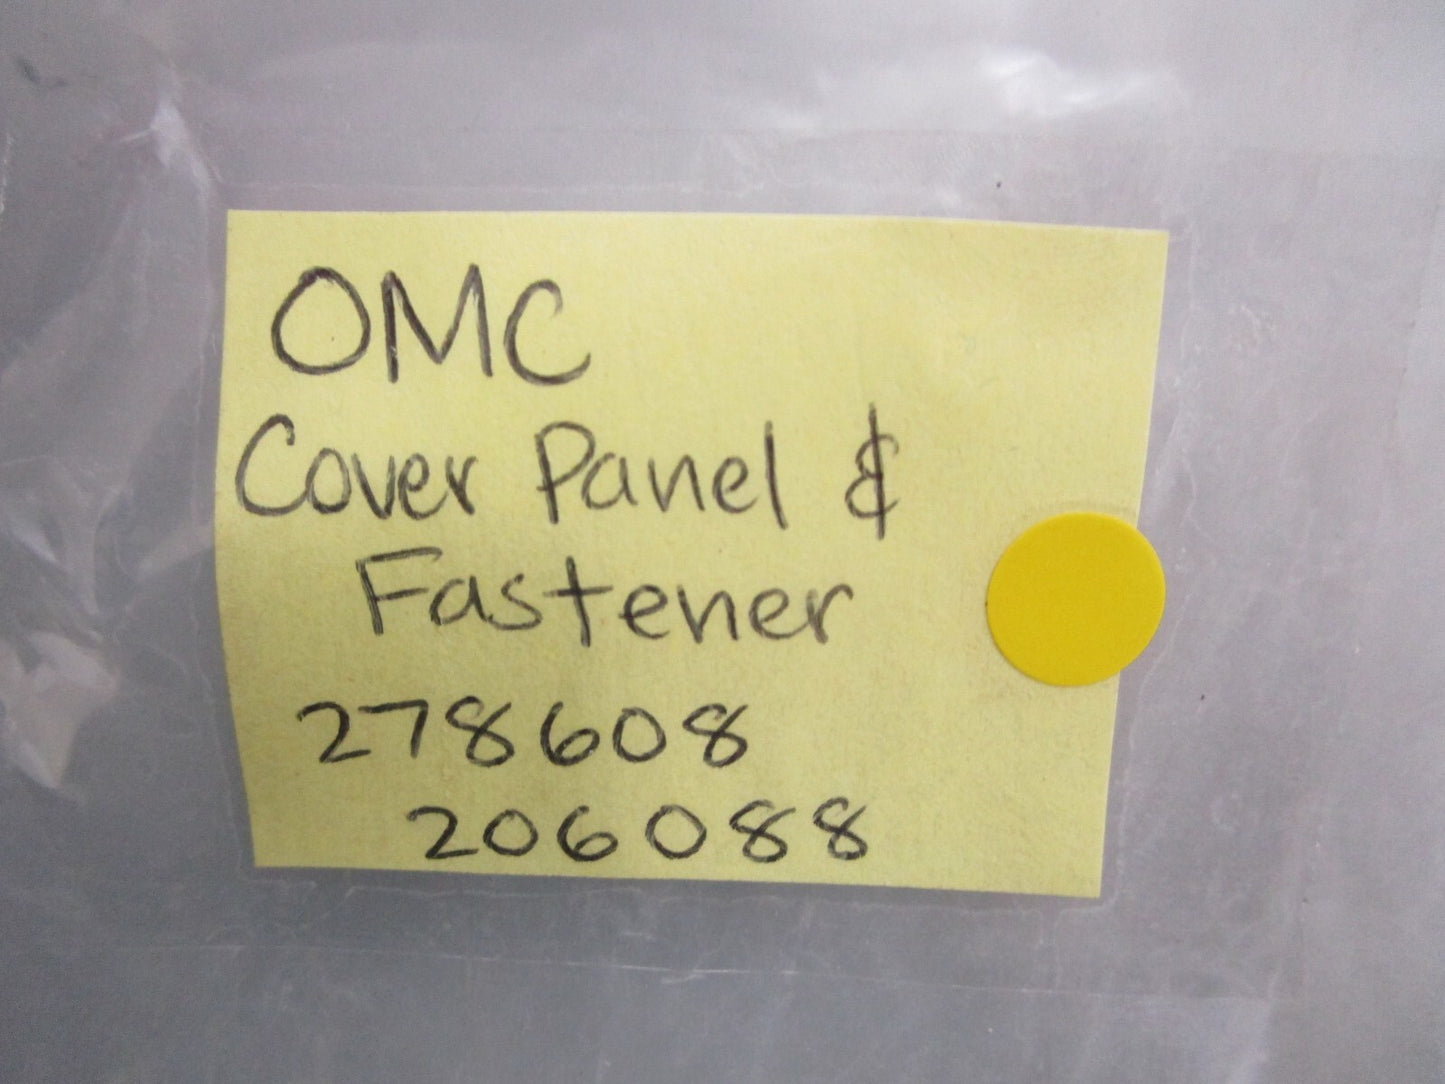 OMC
Cover Panel &
Fastener
278608
206088